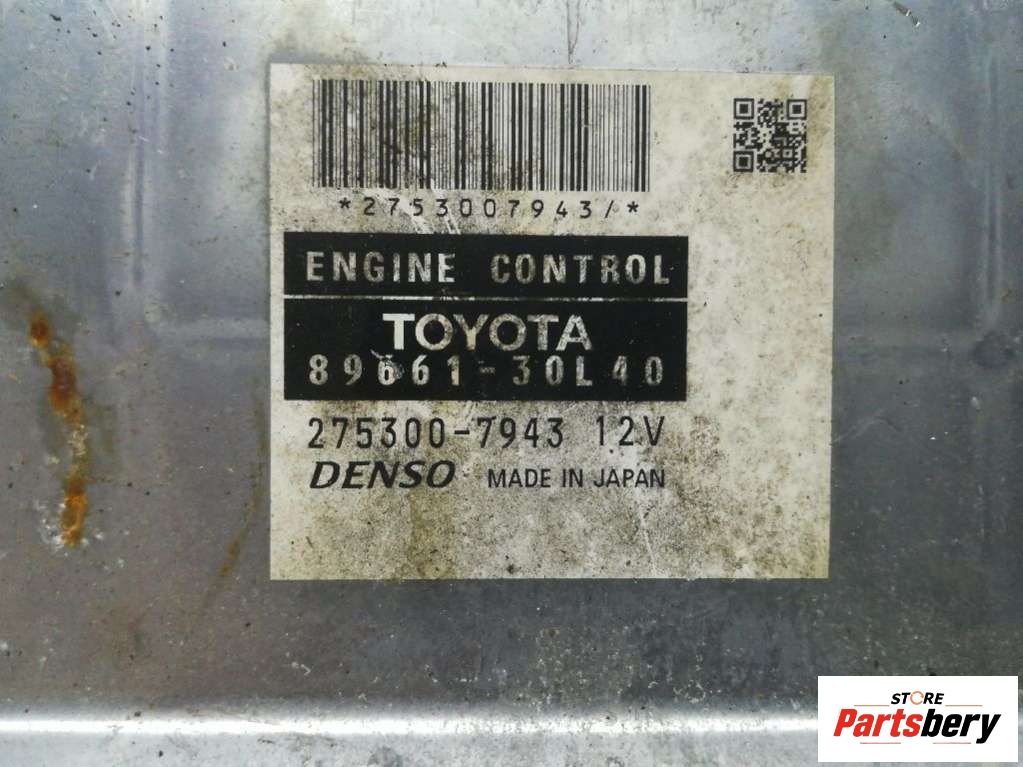 *2753007943/*
ENGINE CONTROL
TOYOTA
89661-30L40
275300-7943 12V
DENSO MADE IN JAPAN
STORE
Partsbery